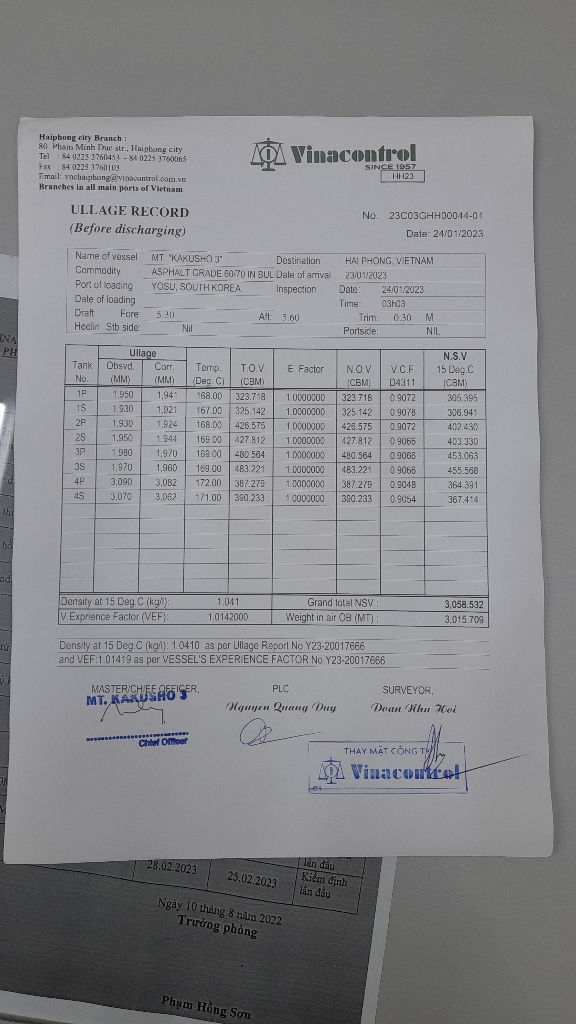 Haiphong city Branch :
80 Pham Minh Duc str., Haiphong city
Tel : 84 0225 3760453 - 84 0225 3760065
Fax : 84 0225 3760103
Email: vnchaiphong@vinacontrol.com.vn
Branches in all main ports of Vietnam
Vinacontrol
SINCE 1957
HH23
ULLAGE RECORD
(Before discharging)
No. 23C03GHH00044-01
Date: 24/01/2023
Name of vessel MT "KAKUSHO 3" Destination HAI PHONG, VIETNAM
Commodity ASPHALT GRADE 60/70 IN BUL Date of arrival 23/01/2023
Port of loading YOSU, SOUTH KOREA Inspection Date: 24/01/2023
Date of loading Time: 03h03
Draft Fore 5.30 Aft 5.60 Trim: 0.30 M
Heelin Stb side: Nil Portside: NIL
Tank No. Ullage Obsvd. (MM) Corr. (MM) Temp. (Deg. C) T.O.V (CBM) E. Factor N.O.V (CBM) V.C.F D4311 N.S.V 15 Deg.C (CBM)
1P 1,950 1,941 168.00 323.718 1.0000000 323.718 0.9072 305.395
1S 1,930 1,921 167.00 325.142 1.0000000 325.142 0.9078 306.941
2P 1,930 1,924 168.00 426.575 1.0000000 426.575 0.9072 402.430
2S 1,950 1,944 169.00 427.812 1.0000000 427.812 0.9066 403.330
3P 1,980 1,970 169.00 480.564 1.0000000 480.564 0.9066 453.063
3S 1,970 1,960 169.00 483.221 1.0000000 483.221 0.9066 455.568
4P 3,090 3,082 172.00 387.279 1.0000000 387.279 0.9048 364.391
4S 3,070 3,062 171.00 390.233 1.0000000 390.233 0.9054 367.414
Density at 15 Deg.C (kg/l): 1.041 Grand total NSV : 3,058.532
V.Exprience Factor (VEF): 1.0142000 Weight in air OB (MT) : 3,015.709
Density at 15 Deg.C (kg/l): 1.0410 as per Ullage Report No Y23-20017666
and VEF:1.01419 as per VESSEL'S EXPERIENCE FACTOR No Y23-20017666
MASTER/CHIEF OFFICER, PLC SURVEYOR,
MT. KAKUSHO 3
Nguyen Quang Duy Doan Nhu Hoi
Chief Officer
THAY MẶT CÔNG TY
Vinacontrol
lần đầu
28.02.2023 25.02.2023 Kiểm định
lần đầu
Ngày 10 tháng 8 năm 2022
Trưởng phòng
Phạm Hồng Sơn